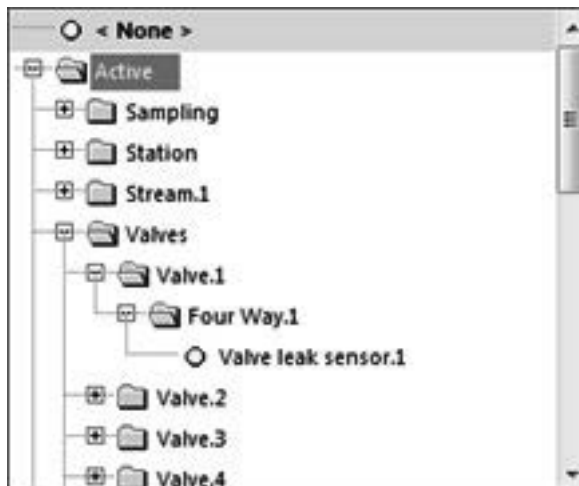 < None >
Active
Sampling
Station
Stream.1
Valves
Valve.1
Four Way.1
Valve leak sensor.1
Valve.2
Valve.3
Valve.4